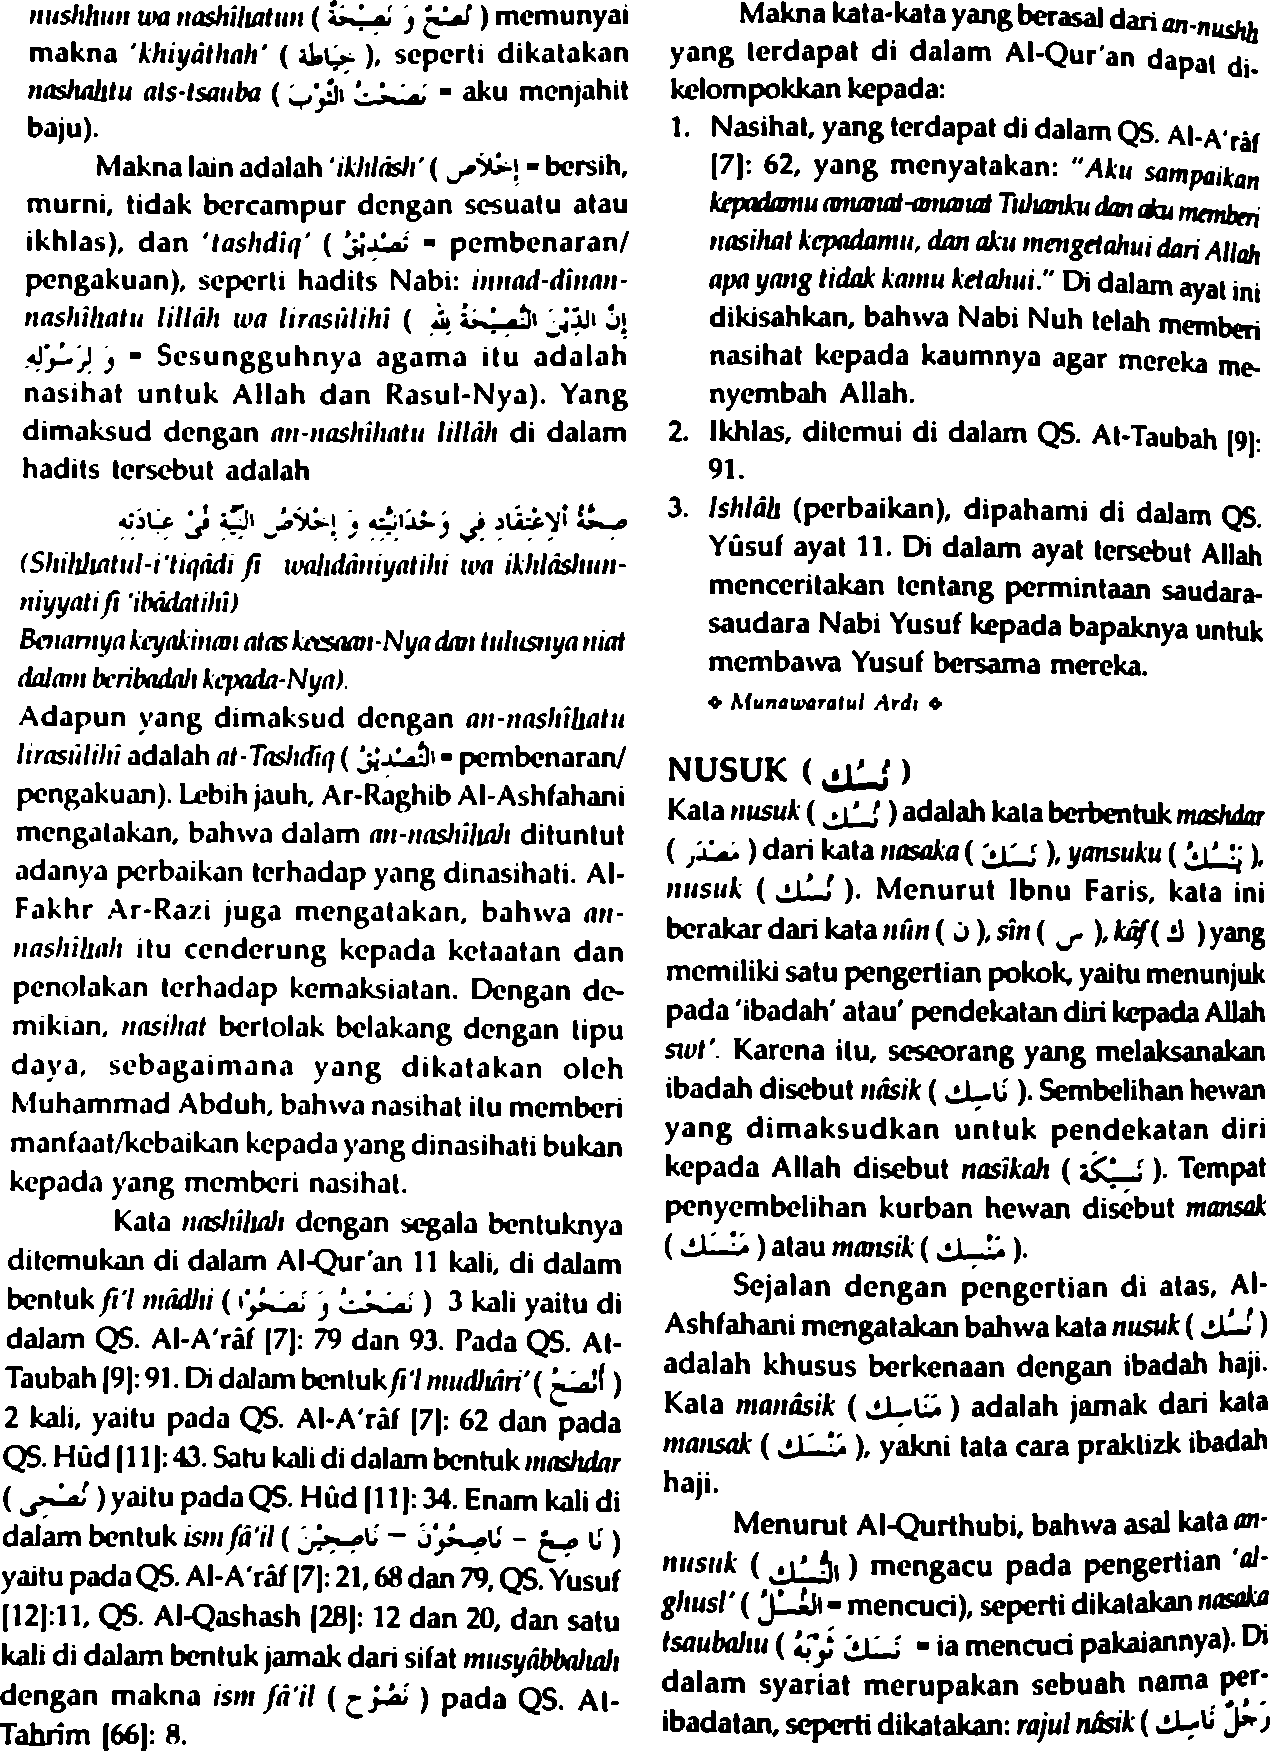 nushhun wa nashîhatun ( نُصْحٌ وَ نَصِيْحَةٌ ) mempunyai
makna 'khiyâthah' ( خِيَاطَة ), seperti dikatakan
nashahtu ats-tsauba ( نَصَحْتُ الثَّوْبَ = aku menjahit
baju).
Makna lain adalah 'ikhlâsh' ( إِخْلاَص = bersih,
murni, tidak bercampur dengan sesuatu atau
ikhlas), dan 'tashdîq' ( تَصْدِيْقٌ = pembenaran/
pengakuan), seperti hadits Nabi: innad-dînan-
nashîhatu lillâh wa lirasûlihî ( إِنَّ الدِّيْنَ النَّصِيْحَةُ لِلّٰهِ
وَ لِرَسُوْلِهِ = Sesungguhnya agama itu adalah
nasihat untuk Allah dan Rasul-Nya). Yang
dimaksud dengan an-nashîhatu lillâh di dalam
hadits tersebut adalah
صِحَّةُ اْلإِعْتِقَادِ فِي وَحْدَانِيَّتِهِ وَ إِخْلاَصُ النِّيَّةِ فِيْ عِبَادَتِهِ
(Shihhatul-i'tiqâdi fi wahdâniyatihi wa ikhlâshun-
niyyati fi 'ibâdatihî)
Benarnya keyakinan atas keesaan-Nya dan tulusnya niat
dalam beribadah kepada-Nya).
Adapun yang dimaksud dengan an-nashîhatu
lirasûlihî adalah at-Tashdîq ( التَّصْدِيْقُ = pembenaran/
pengakuan). Lebih jauh, Ar-Raghib Al-Ashfahani
mengatakan, bahwa dalam an-nashîhah dituntut
adanya perbaikan terhadap yang dinasihati. Al-
Fakhr Ar-Razi juga mengatakan, bahwa an-
nashîhah itu cenderung kepada ketaatan dan
penolakan terhadap kemaksiatan. Dengan de-
mikian, nasihat bertolak belakang dengan tipu
daya, sebagaimana yang dikatakan oleh
Muhammad Abduh, bahwa nasihat itu memberi
manfaat/kebaikan kepada yang dinasihati bukan
kepada yang memberi nasihat.
Kata nashîhah dengan segala bentuknya
ditemukan di dalam Al-Qur'an 11 kali, di dalam
bentuk fi'l mâdhi ( نَصَحْتُ وَ نَصَحُوْا ) 3 kali yaitu di
dalam QS. Al-A'râf [7]: 79 dan 93. Pada QS. At-
Taubah [9]: 91. Di dalam bentuk fi'l mudhâri' ( أَنْصَحُ )
2 kali, yaitu pada QS. Al-A'râf [7]: 62 dan pada
QS. Hûd [11]: 43. Satu kali di dalam bentuk mashdar
( نُصْحِي ) yaitu pada QS. Hûd [11]: 34. Enam kali di
dalam bentuk ism fâ'il ( نَاصِحٌ – نَاصِحُوْنَ – نَاصِحِيْنَ )
yaitu pada QS. Al-A'râf [7]: 21, 68 dan 79, QS. Yusuf
[12]:11, QS. Al-Qashash [28]: 12 dan 20, dan satu
kali di dalam bentuk jamak dari sifat musyâbbahah
dengan makna ism fâ'il ( نَصُوْح ) pada QS. At-
Tahrîm [66]: 8.
Makna kata-kata yang berasal dari an-nushh
yang terdapat di dalam Al-Qur'an dapat di-
kelompokkan kepada:
1. Nasihat, yang terdapat di dalam QS. Al-A'râf
[7]: 62, yang menyatakan: "Aku sampaikan
kepadamu amanat-amanat Tuhanku dan aku memberi
nasihat kepadamu, dan aku mengetahui dari Allah
apa yang tidak kamu ketahui." Di dalam ayat ini
dikisahkan, bahwa Nabi Nuh telah memberi
nasihat kepada kaumnya agar mereka me-
nyembah Allah.
2. Ikhlas, ditemui di dalam QS. At-Taubah [9]:
91.
3. Ishlâh (perbaikan), dipahami di dalam QS.
Yûsuf ayat 11. Di dalam ayat tersebut Allah
menceritakan tentang permintaan saudara-
saudara Nabi Yusuf kepada bapaknya untuk
membawa Yusuf bersama mereka.
❖ Munawaratul Ardi ❖
NUSUK ( نُسُك )
Kata nusuk ( نُسُك ) adalah kata berbentuk mashdar
( مَصْدَر ) dari kata nasaka ( نَسَكَ ), yansuku ( يَنْسُكُ ),
nusuk ( نُسُك ). Menurut Ibnu Faris, kata ini
berakar dari kata nûn ( ن ), sîn ( س ), kâf ( ك ) yang
memiliki satu pengertian pokok, yaitu menunjuk
pada 'ibadah' atau' pendekatan diri kepada Allah
swt'. Karena itu, seseorang yang melaksanakan
ibadah disebut nâsik ( نَاسِك ). Sembelihan hewan
yang dimaksudkan untuk pendekatan diri
kepada Allah disebut nasîkah ( نَسِيْكَة ). Tempat
penyembelihan kurban hewan disebut mansak
( مَنْسَك ) atau mansik ( مَنْسِك ).
Sejalan dengan pengertian di atas, Al-
Ashfahani mengatakan bahwa kata nusuk ( نُسُك )
adalah khusus berkenaan dengan ibadah haji.
Kata manâsik ( مَنَاسِك ) adalah jamak dari kata
mansak ( مَنْسَك ), yakni tata cara praktizk ibadah
haji.
Menurut Al-Qurthubi, bahwa asal kata an-
nusuk ( النُّسُك ) mengacu pada pengertian 'al-
ghusl' ( الغُسْلُ = mencuci), seperti dikatakan nasaka
tsaubahu ( نَسَكَ ثَوْبَهُ = ia mencuci pakaiannya). Di
dalam syariat merupakan sebuah nama per-
ibadatan, seperti dikatakan: rajul nâsik ( رَجُلٌ نَاسِك